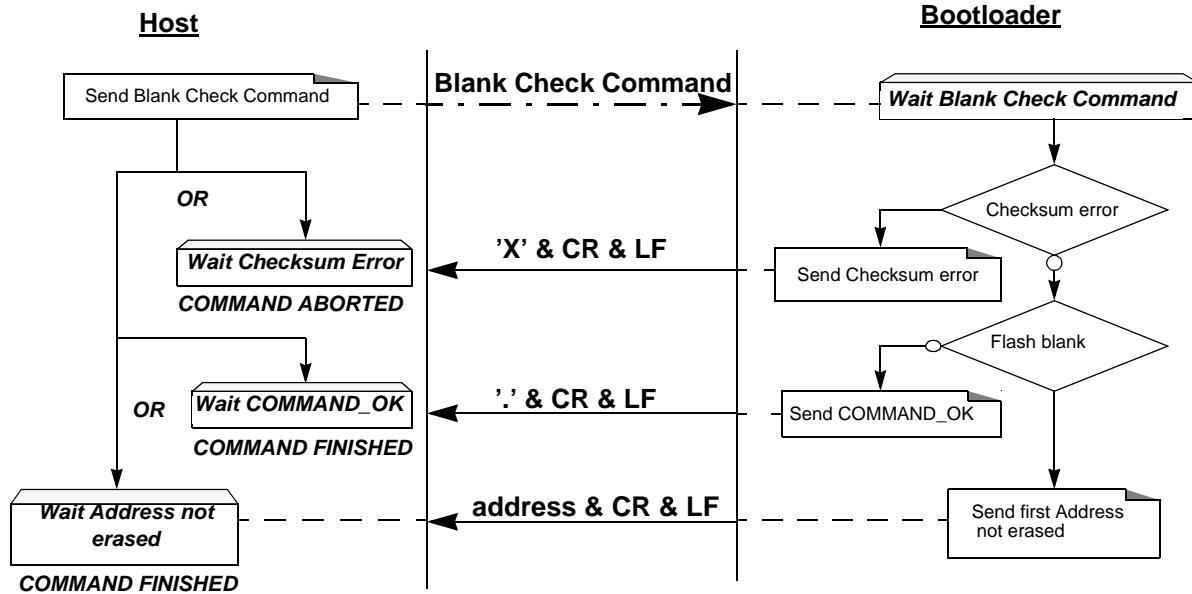 Host
Bootloader
Send Blank Check Command
Blank Check Command
Wait Blank Check Command
OR
Checksum error
Wait Checksum Error
’X’ & CR & LF
Send Checksum error
COMMAND ABORTED
Flash blank
OR
Wait COMMAND_OK
’.’ & CR & LF
Send COMMAND_OK
COMMAND FINISHED
Wait Address not
erased
address & CR & LF
Send first Address
not erased
COMMAND FINISHED